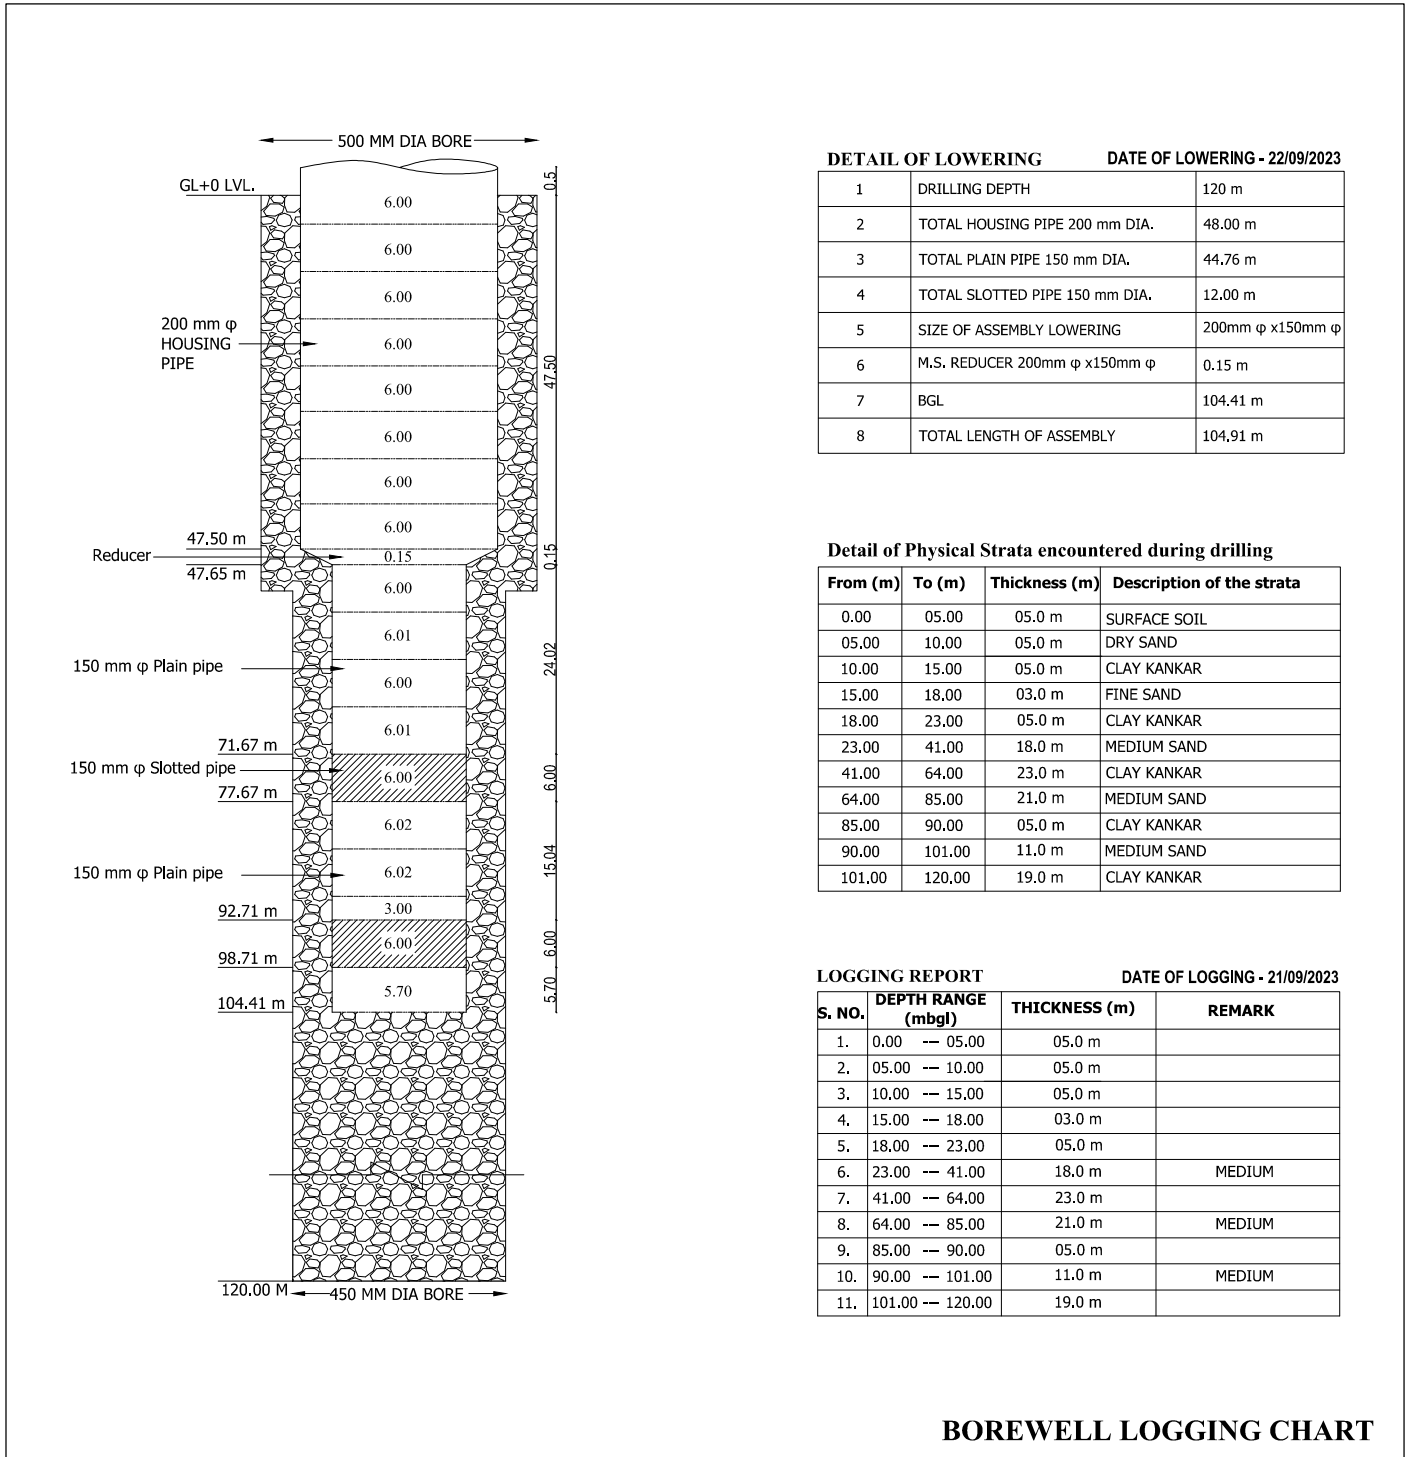 500 MM DIA BORE
0.5
GL+0 LVL.
6.00
6.00
6.00
200 mm φ
HOUSING
PIPE
6.00
47.50
6.00
6.00
6.00
6.00
47.50 m
Reducer
0.15
0.15
47.65 m
6.00
6.01
150 mm φ Plain pipe
6.00
24.02
6.01
71.67 m
150 mm φ Slotted pipe
6.00
6.00
77.67 m
6.02
150 mm φ Plain pipe
6.02
15.04
3.00
92.71 m
6.00
6.00
98.71 m
5.70
5.70
104.41 m
120.00 M
450 MM DIA BORE
DETAIL OF LOWERING DATE OF LOWERING - 22/09/2023
1 DRILLING DEPTH 120 m
2 TOTAL HOUSING PIPE 200 mm DIA. 48.00 m
3 TOTAL PLAIN PIPE 150 mm DIA. 44.76 m
4 TOTAL SLOTTED PIPE 150 mm DIA. 12.00 m
5 SIZE OF ASSEMBLY LOWERING 200mm φ x150mm φ
6 M.S. REDUCER 200mm φ x150mm φ 0.15 m
7 BGL 104.41 m
8 TOTAL LENGTH OF ASSEMBLY 104.91 m
Detail of Physical Strata encountered during drilling
From (m) To (m) Thickness (m) Description of the strata
0.00 05.00 05.0 m SURFACE SOIL
05.00 10.00 05.0 m DRY SAND
10.00 15.00 05.0 m CLAY KANKAR
15.00 18.00 03.0 m FINE SAND
18.00 23.00 05.0 m CLAY KANKAR
23.00 41.00 18.0 m MEDIUM SAND
41.00 64.00 23.0 m CLAY KANKAR
64.00 85.00 21.0 m MEDIUM SAND
85.00 90.00 05.0 m CLAY KANKAR
90.00 101.00 11.0 m MEDIUM SAND
101.00 120.00 19.0 m CLAY KANKAR
LOGGING REPORT DATE OF LOGGING - 21/09/2023
S. NO. DEPTH RANGE (mbgl) THICKNESS (m) REMARK
1. 0.00 --- 05.00 05.0 m
2. 05.00 --- 10.00 05.0 m
3. 10.00 --- 15.00 05.0 m
4. 15.00 --- 18.00 03.0 m
5. 18.00 --- 23.00 05.0 m
6. 23.00 --- 41.00 18.0 m MEDIUM
7. 41.00 --- 64.00 23.0 m
8. 64.00 --- 85.00 21.0 m MEDIUM
9. 85.00 --- 90.00 05.0 m
10. 90.00 --- 101.00 11.0 m MEDIUM
11. 101.00 --- 120.00 19.0 m
BOREWELL LOGGING CHART